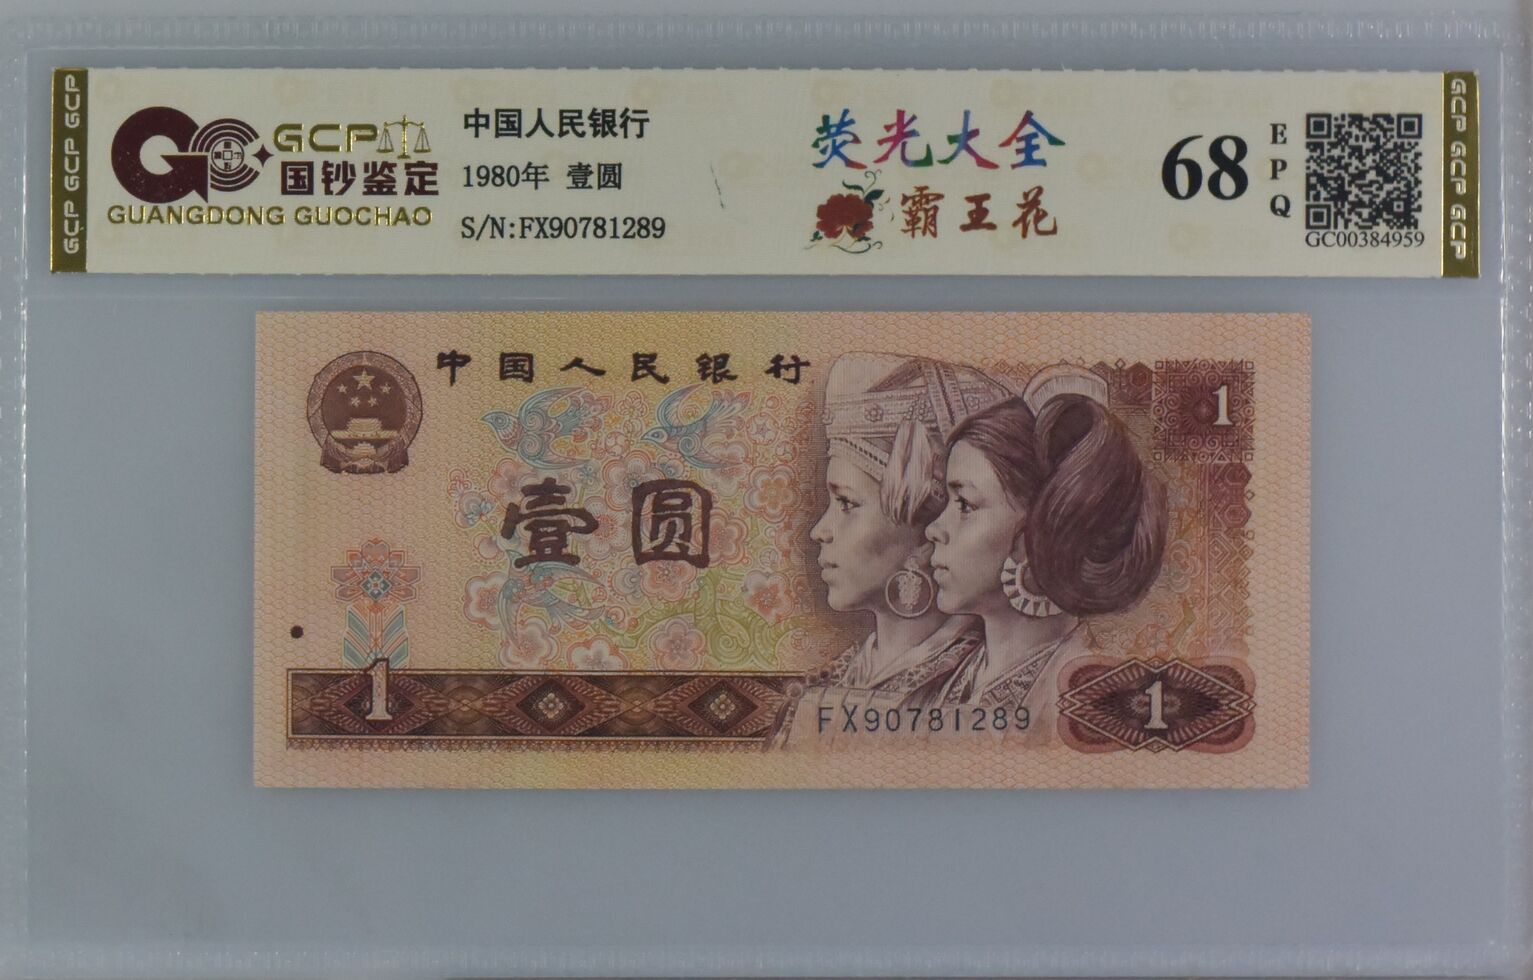 GCP GCP GCP
GCP
国钞鉴定
GUANGDONG GUOCHAO
中国人民银行
1980年 壹圆
S/N:FX90781289
荧光大全
霸王花
68
EPQ
GC00384959
GCP GCP GCP
中国人民银行
1
壹圆
1
FX90781289
1